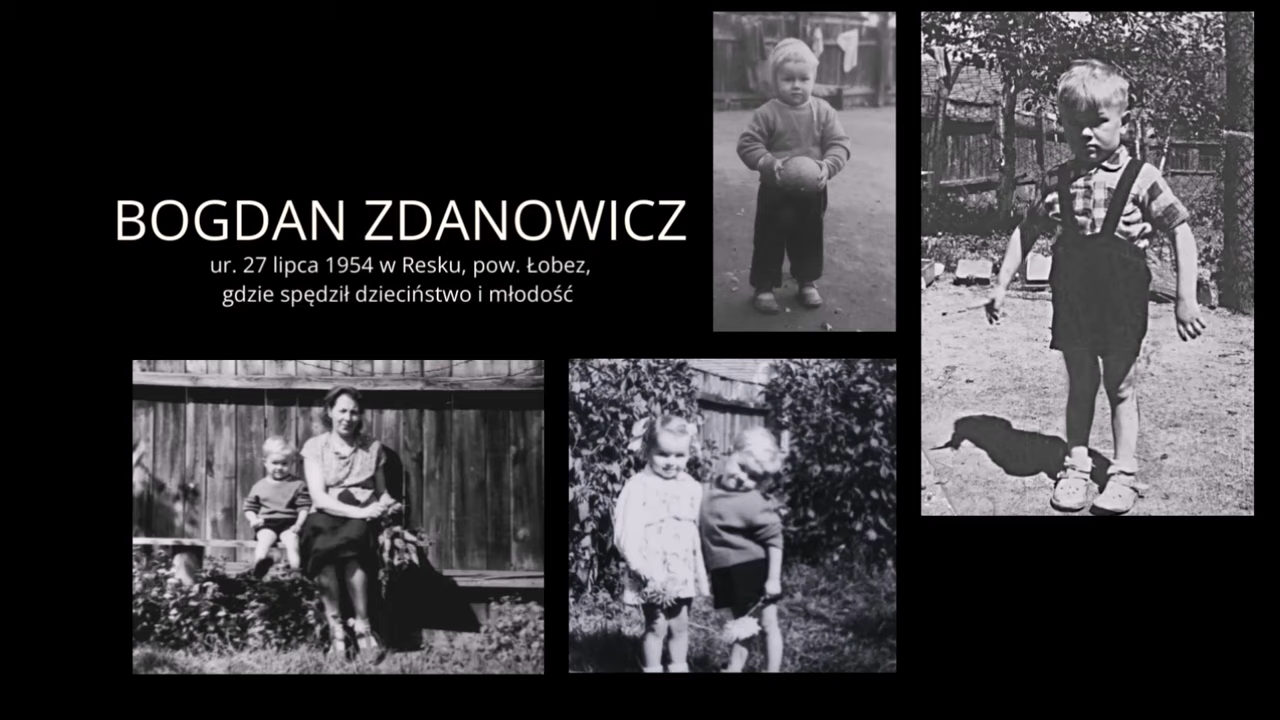 BOGDAN ZDANOWICZ
ur. 27 lipca 1954 w Resku, pow. Łobez,
gdzie spędził dzieciństwo i młodość